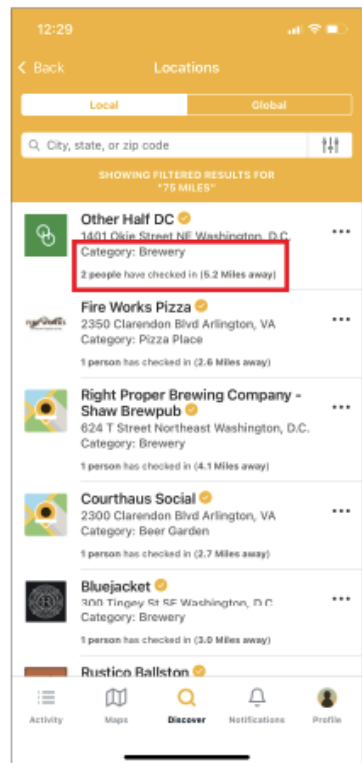 12:29
Back
Locations
Local
Global
City, state, or zip code
SHOWING FILTERED RESULTS FOR
"75 MILES"
Other Half DC
1401 Okie Street NE Washington, D.C.
Category: Brewery
2 people have checked in (5.2 Miles away)
Fire Works Pizza
2350 Clarendon Blvd Arlington, VA
Category: Pizza Place
1 person has checked in (2.6 Miles away)
Right Proper Brewing Company -
Shaw Brewpub
624 T Street Northeast Washington, D.C.
Category: Brewery
1 person has checked in (4.1 Miles away)
Courthaus Social
2300 Clarendon Blvd Arlington, VA
Category: Beer Garden
1 person has checked in (2.7 Miles away)
Bluejacket
300 Tingey St SE Washington, D.C.
Category: Brewery
1 person has checked in (3.0 Miles away)
Rustico Ballston
Activity
Maps
Discover
Notifications
Profile